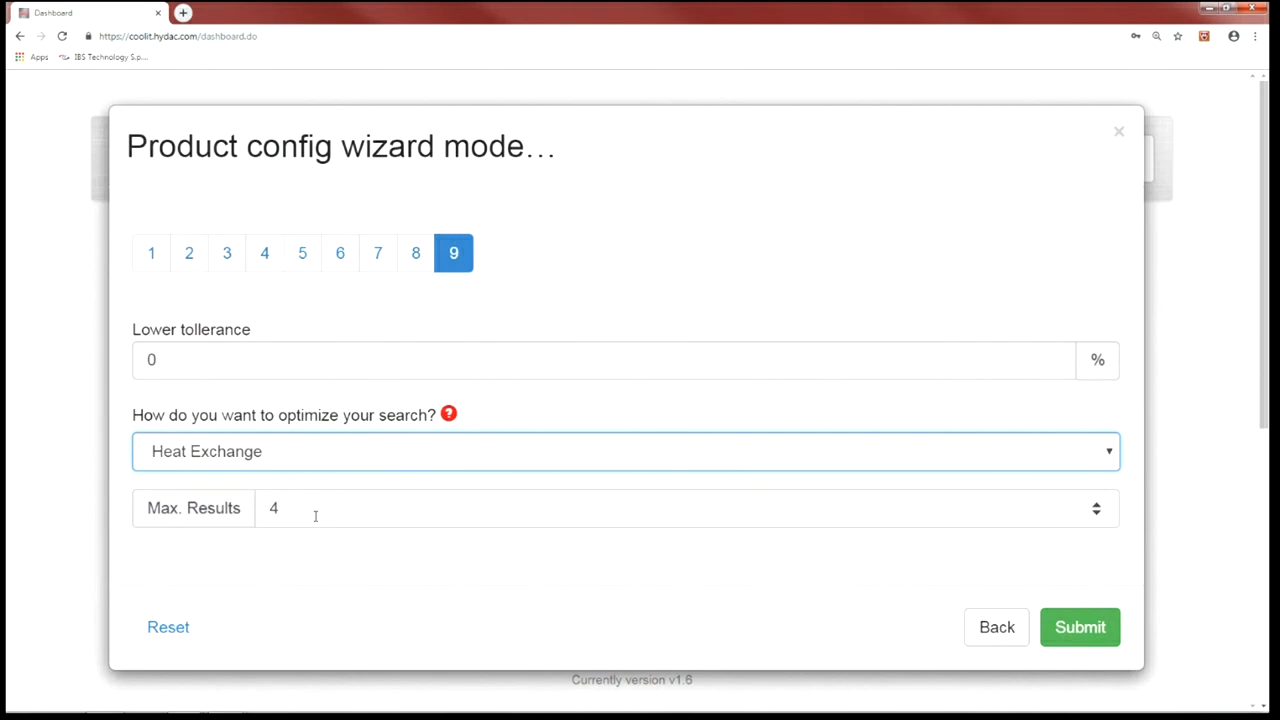 Dashboard
https://coolit.hydac.com/dashboard.do
Apps IBS Technology S.p...
Product config wizard mode...
×
1 2 3 4 5 6 7 8 9
Lower tollerance
0 %
How do you want to optimize your search? ?
Heat Exchange
Max. Results 4
Reset Back Submit
Currently version v1.6